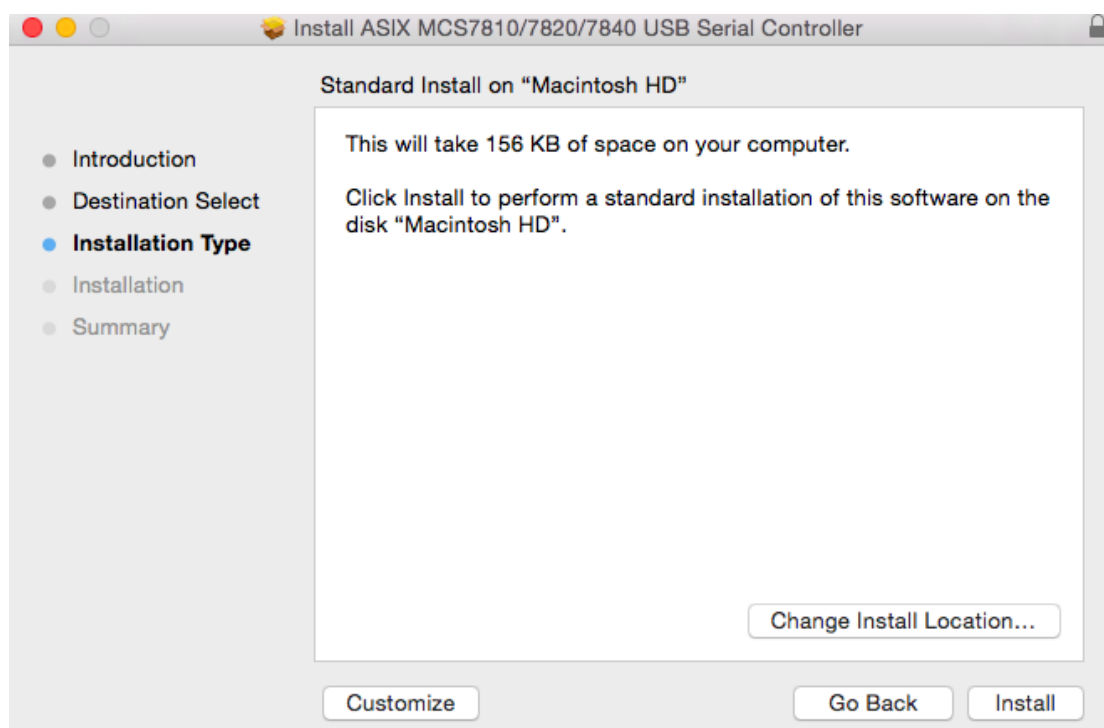 Install ASIX MCS7810/7820/7840 USB Serial Controller
Standard Install on “Macintosh HD”
Introduction
Destination Select
Installation Type
Installation
Summary
This will take 156 KB of space on your computer.
Click Install to perform a standard installation of this software on the
disk “Macintosh HD”.
Change Install Location...
Customize
Go Back
Install